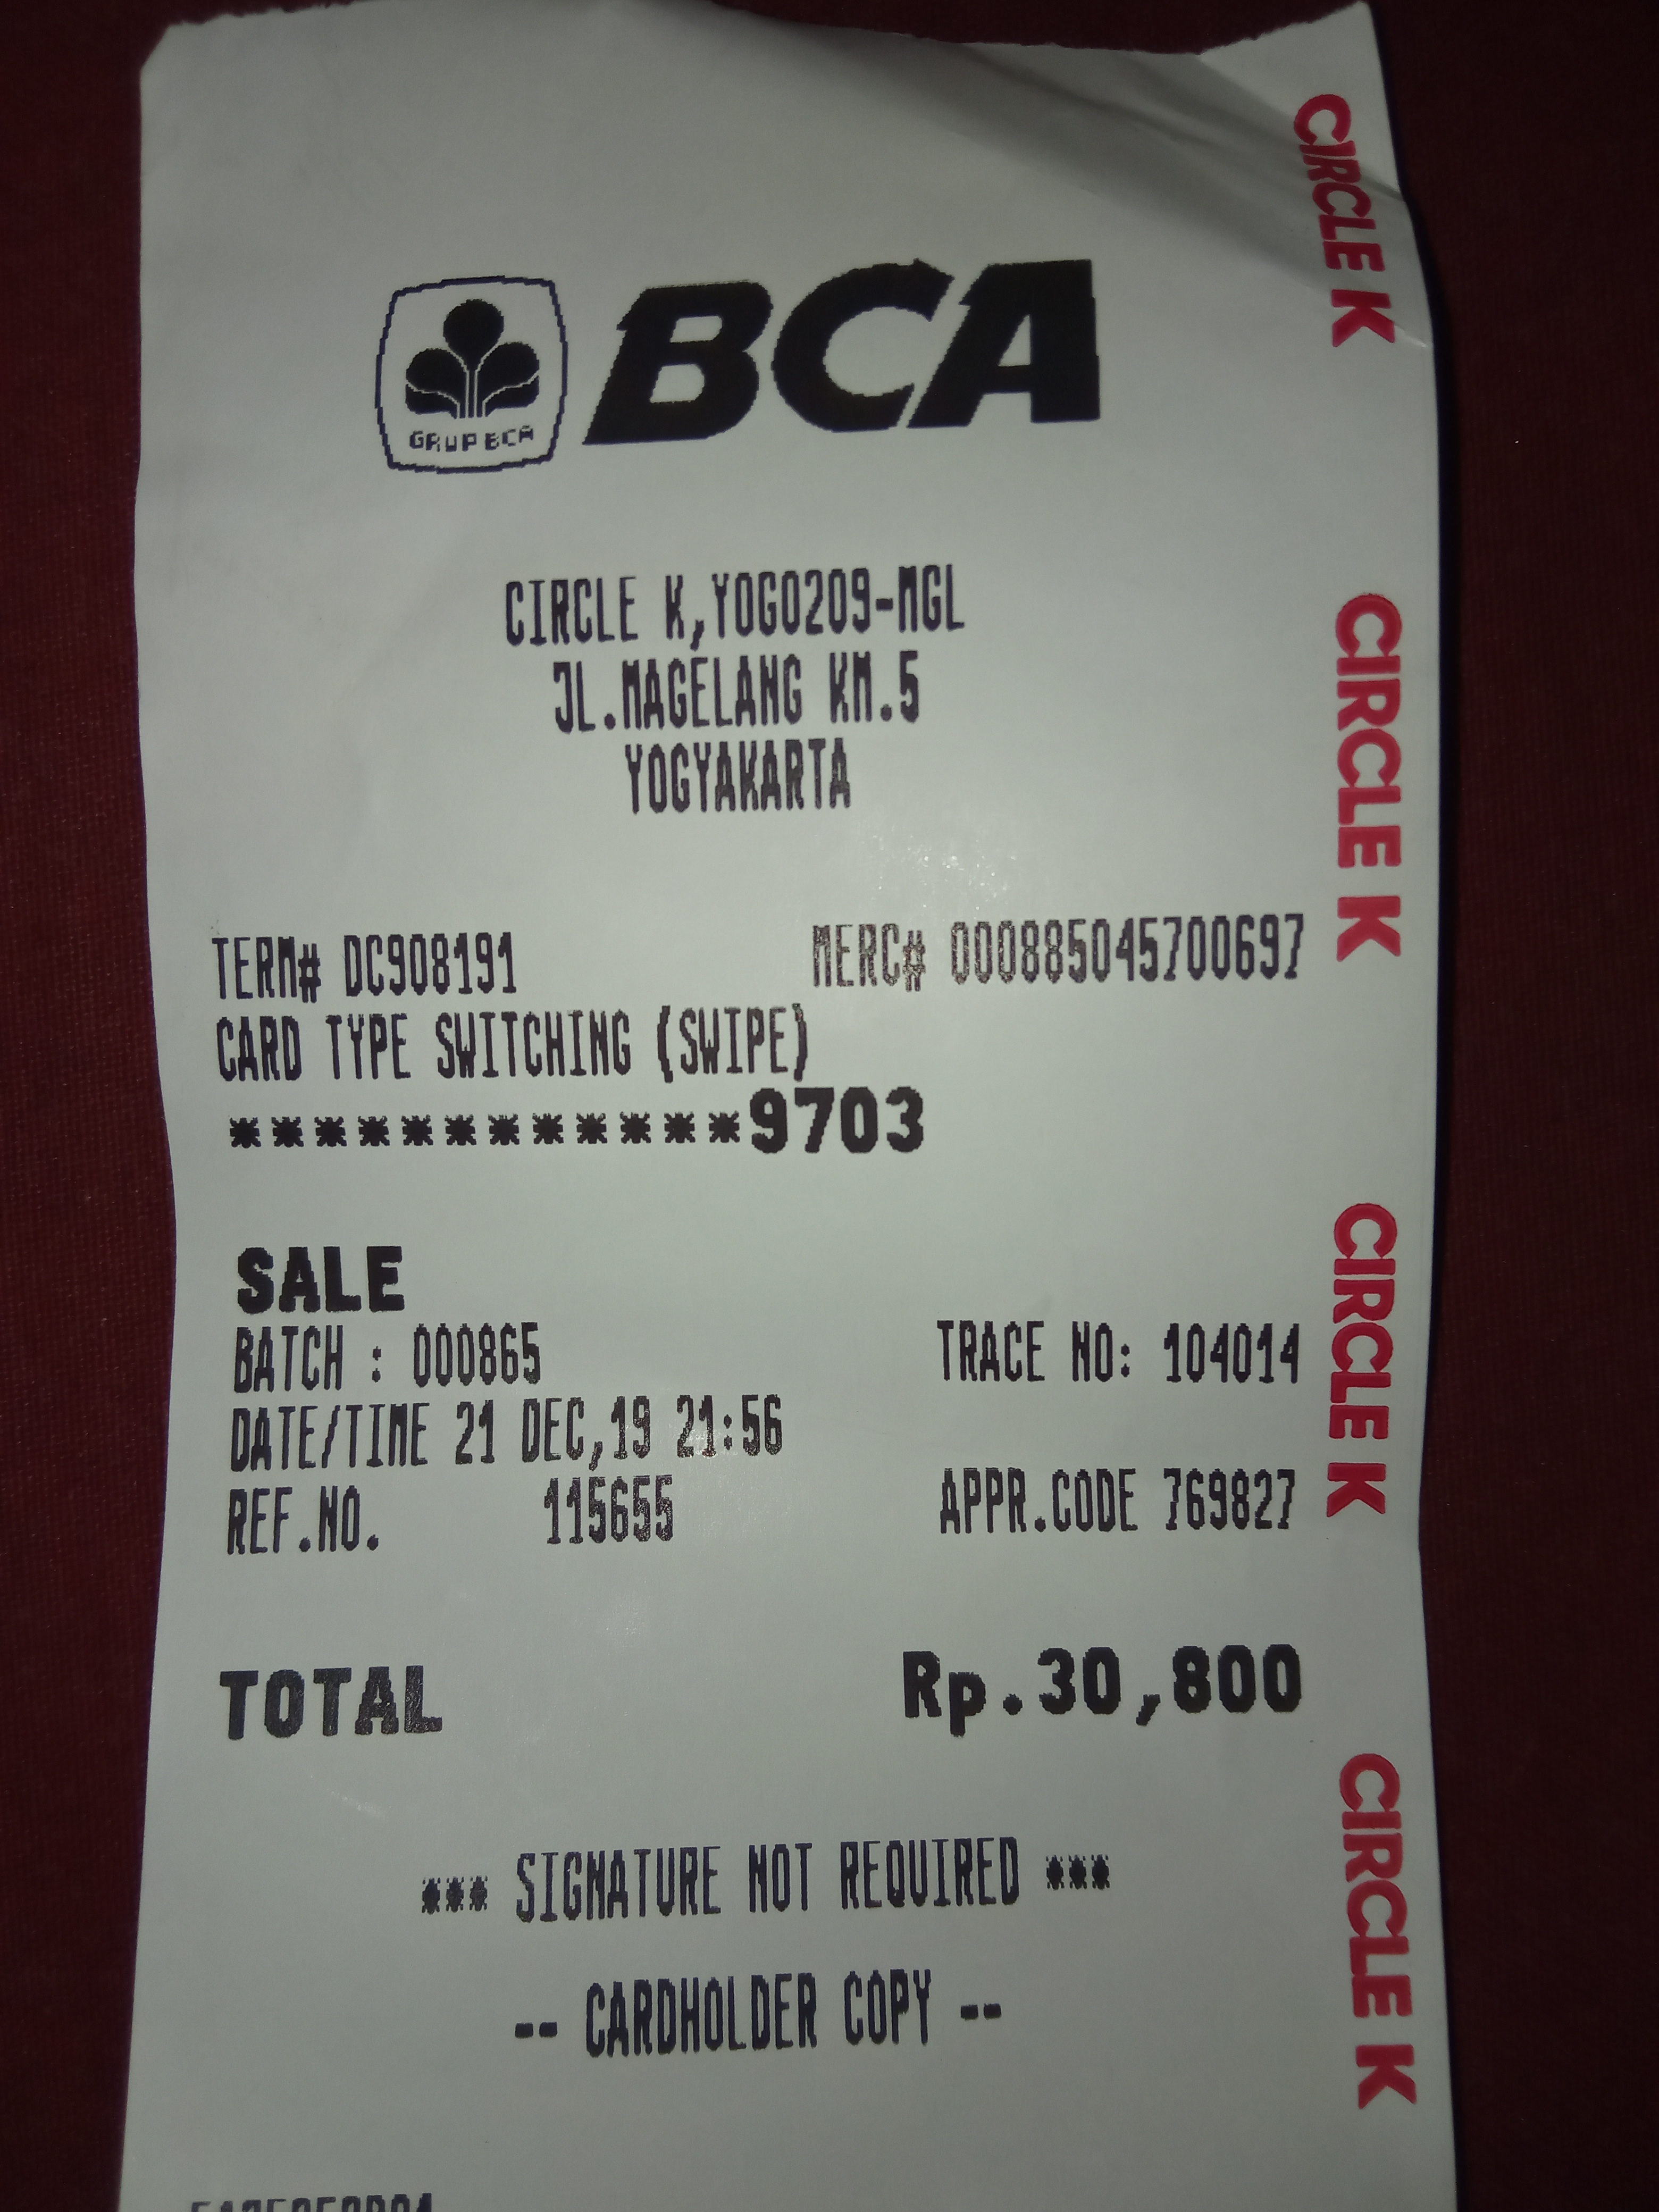 GRUP BCA
BCA
CIRCLE K,YOGO209-MGL
JL.MAGELANG KM.5
YOGYAKARTA
TERM# DC908191 MERC# 000885045700697
CARD TYPE SWITCHING (SWIPE)
************9703
SALE
BATCH : 000865 TRACE NO: 104014
DATE/TIME 21 DEC,19 21:56
REF.NO. 115655 APPR.CODE 769827
TOTAL Rp.30,800
*** SIGNATURE NOT REQUIRED ***
-- CARDHOLDER COPY --
CIRCLE K
CIRCLE K
CIRCLE K
CIRCLE K